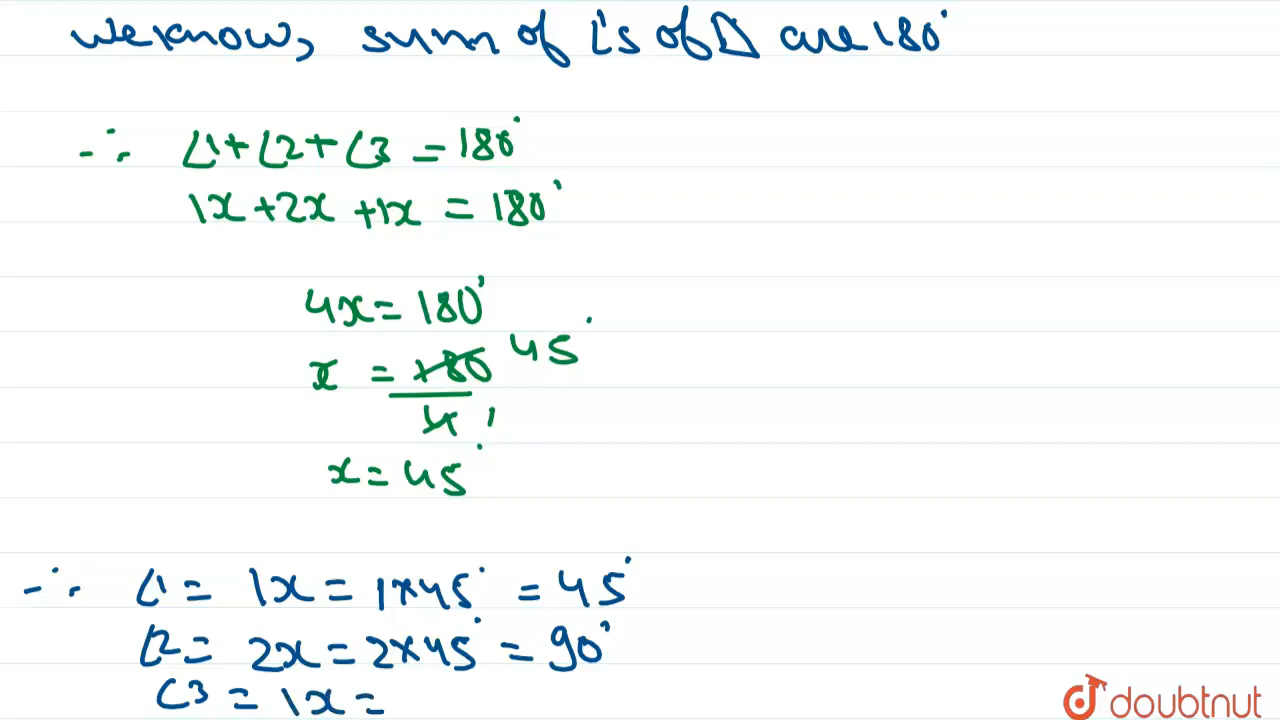 We know, sum of ∠'s of Δ are 180°
∴ ∠1 + ∠2 + ∠3 = 180°
1x + 2x + 1x = 180°
4x = 180°
x = 180 45°
4 1
x = 45°
∴ ∠1 = 1x = 1×45° = 45°
∠2 = 2x = 2×45° = 90°
∠3 = 1x =
doubtnut